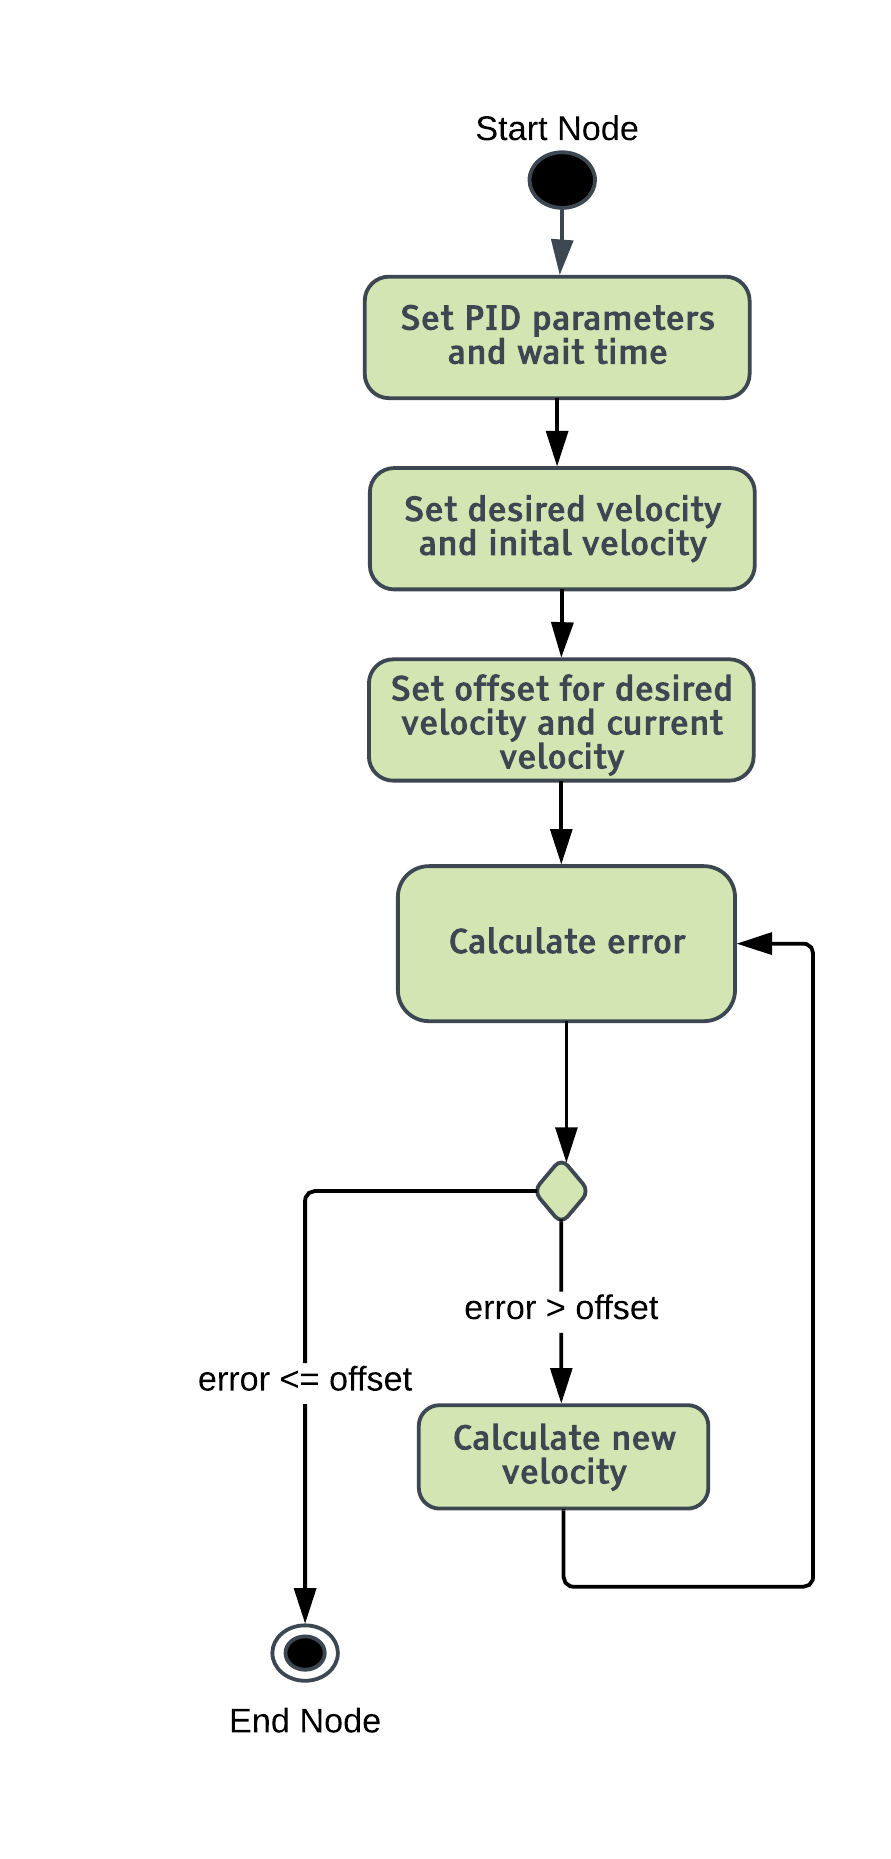 Start Node
Set PID parameters
and wait time
Set desired velocity
and inital velocity
Set offset for desired
velocity and current
velocity
Calculate error
error > offset
error <= offset
Calculate new
velocity
End Node